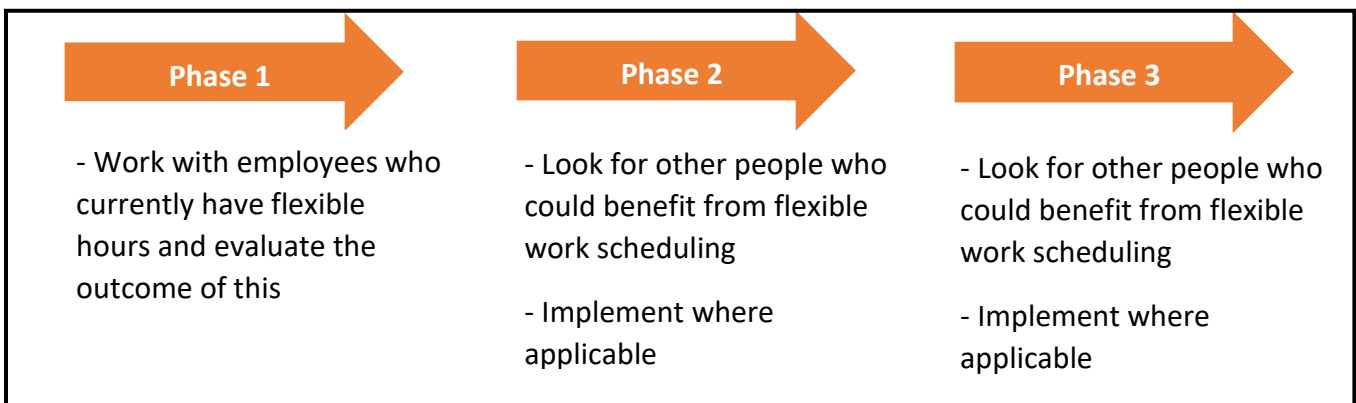 Phase 1
- Work with employees who
currently have flexible
hours and evaluate the
outcome of this
Phase 2
- Look for other people who
could benefit from flexible
work scheduling
- Implement where
applicable
Phase 3
- Look for other people who
could benefit from flexible
work scheduling
- Implement where
applicable